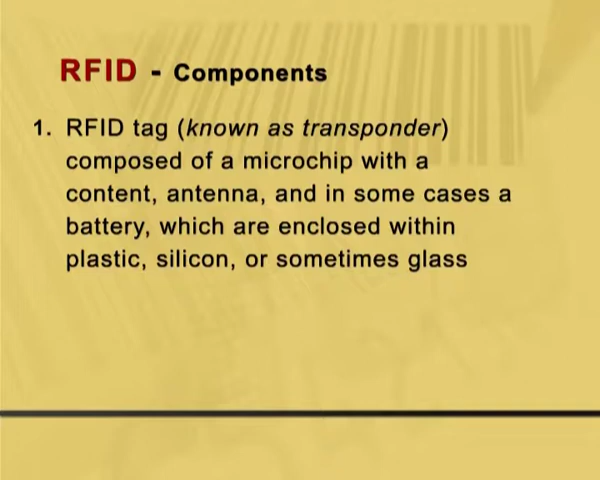 RFID - Components
1. RFID tag (known as transponder)
composed of a microchip with a
content, antenna, and in some cases a
battery, which are enclosed within
plastic, silicon, or sometimes glass